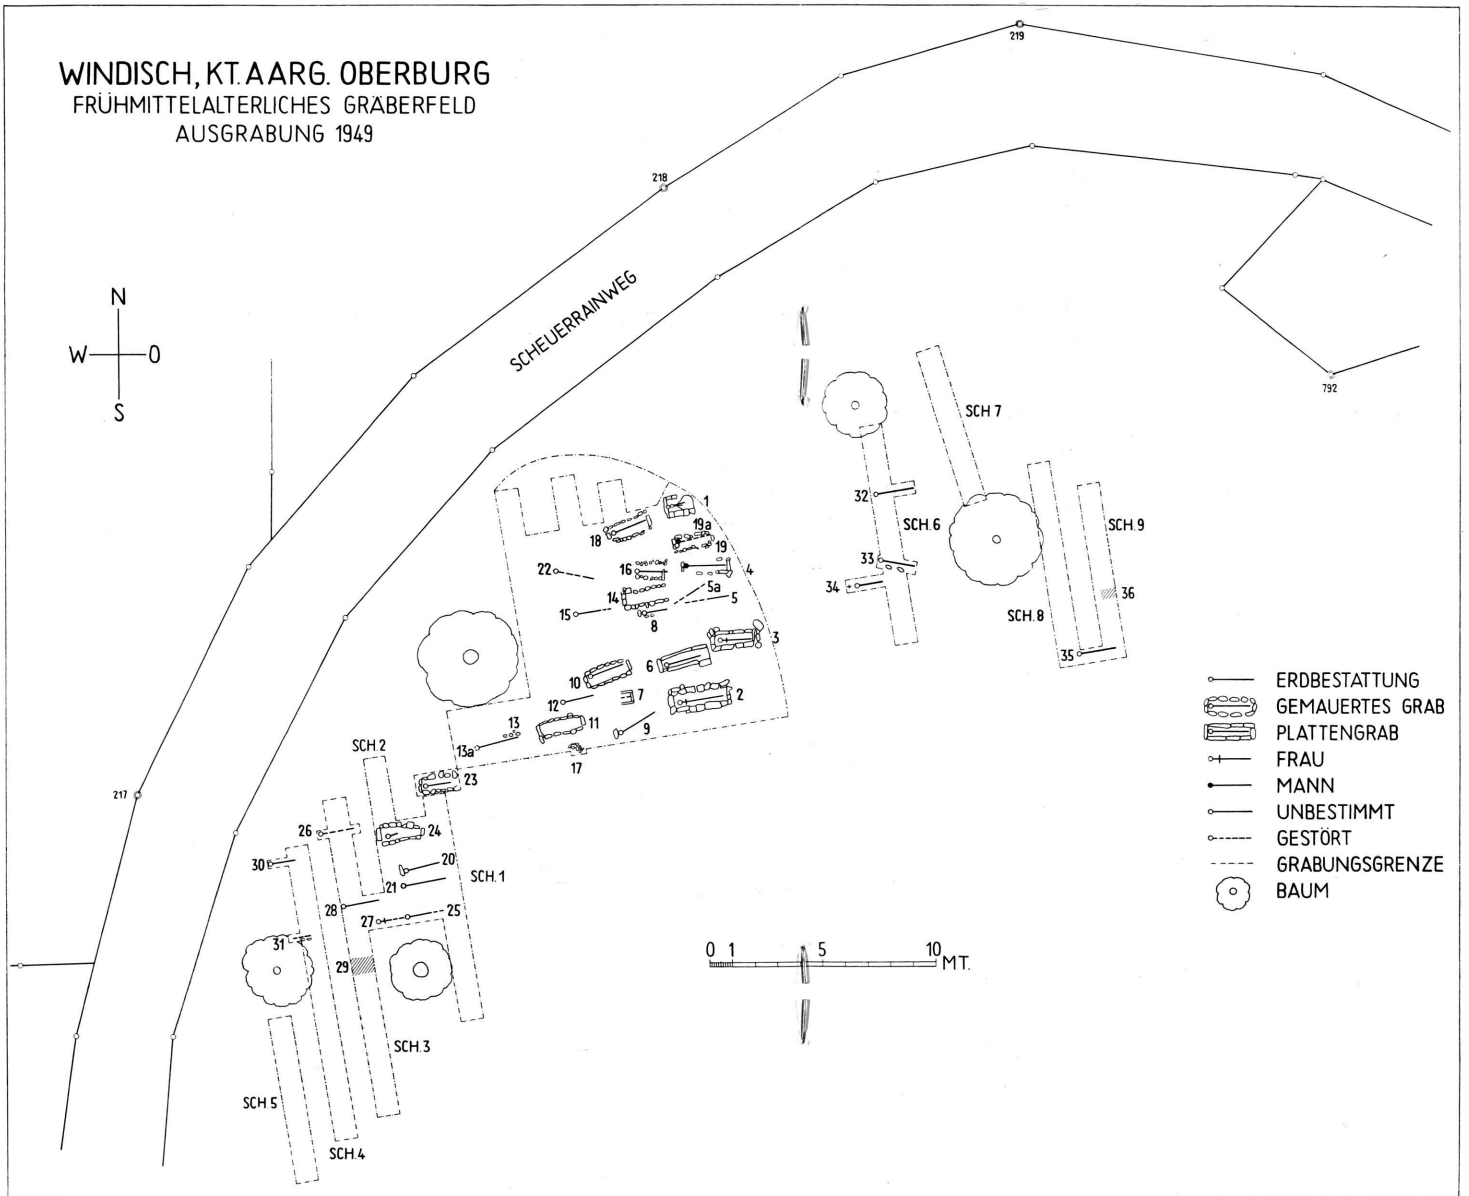 WINDISCH, KT. AARG. OBERBURG
FRÜHMITTELALTERLICHES GRÄBERFELD
AUSGRABUNG 1949
219
218
SCHEUERRAINWEG
N
W O
S
792
SCH 7
1
32
19a
SCH.6
SCH.9
18
19
22
16
4
33
5a
34
36
14
5
15
8
SCH.8
3
6
35
10
2
12
7
11
9
13
13a
17
SCH.2
23
217
26
24
30
20
21
SCH.1
28
27
25
31
29
SCH.3
SCH.5
SCH.4
0 1 5 10
MT.
ERDBESTATTUNG
GEMAUERTES GRAB
PLATTENGRAB
FRAU
MANN
UNBESTIMMT
GESTÖRT
GRABUNGSGRENZE
BAUM